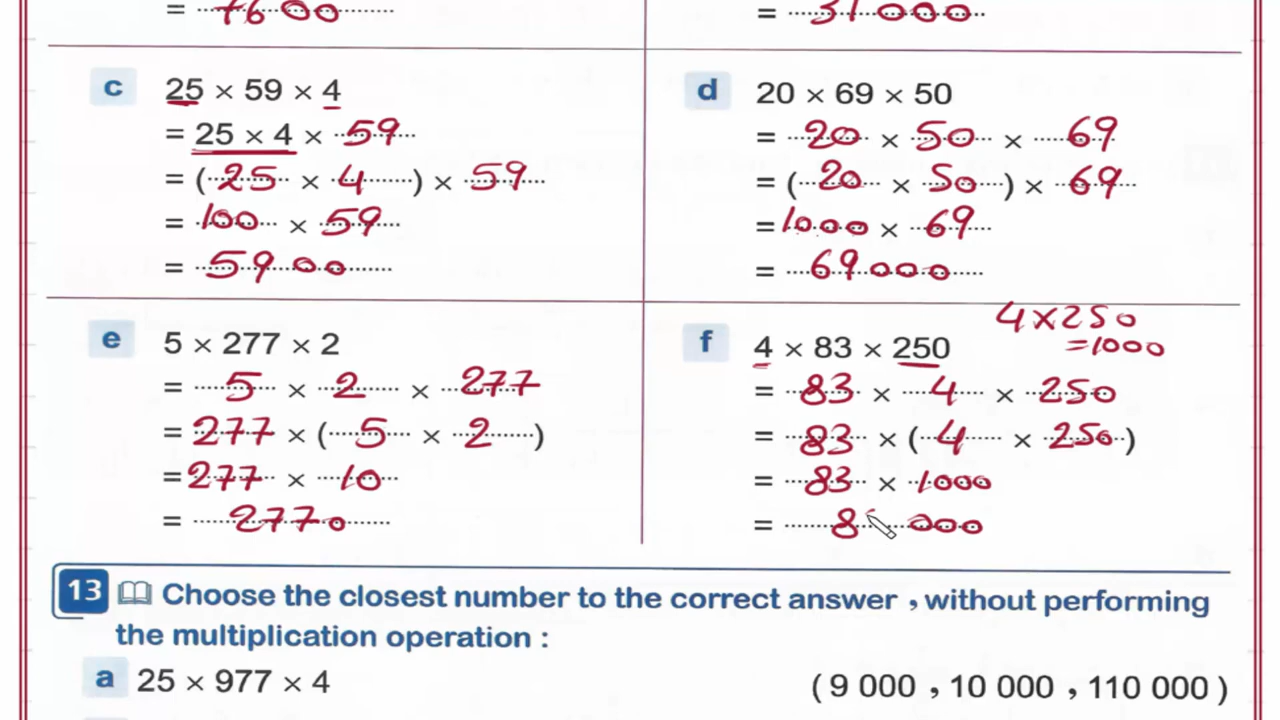 = 7600
= 31000
c 25 × 59 × 4
= 25 × 4 × 59
= ( 25 × 4 ) × 59
= 100 × 59
= 5900
d 20 × 69 × 50
= 20 × 50 × 69
= ( 20 × 50 ) × 69
= 1000 × 69
= 69000
e 5 × 277 × 2
= 5 × 2 × 277
= 277 × ( 5 × 2 )
= 277 × 10
= 2770
4×250
=1000
f 4 × 83 × 250
= 83 × 4 × 250
= 83 × ( 4 × 250 )
= 83 × 1000
= 8 000
13 Choose the closest number to the correct answer , without performing
the multiplication operation :
a 25 × 977 × 4
( 9 000 , 10 000 , 110 000 )